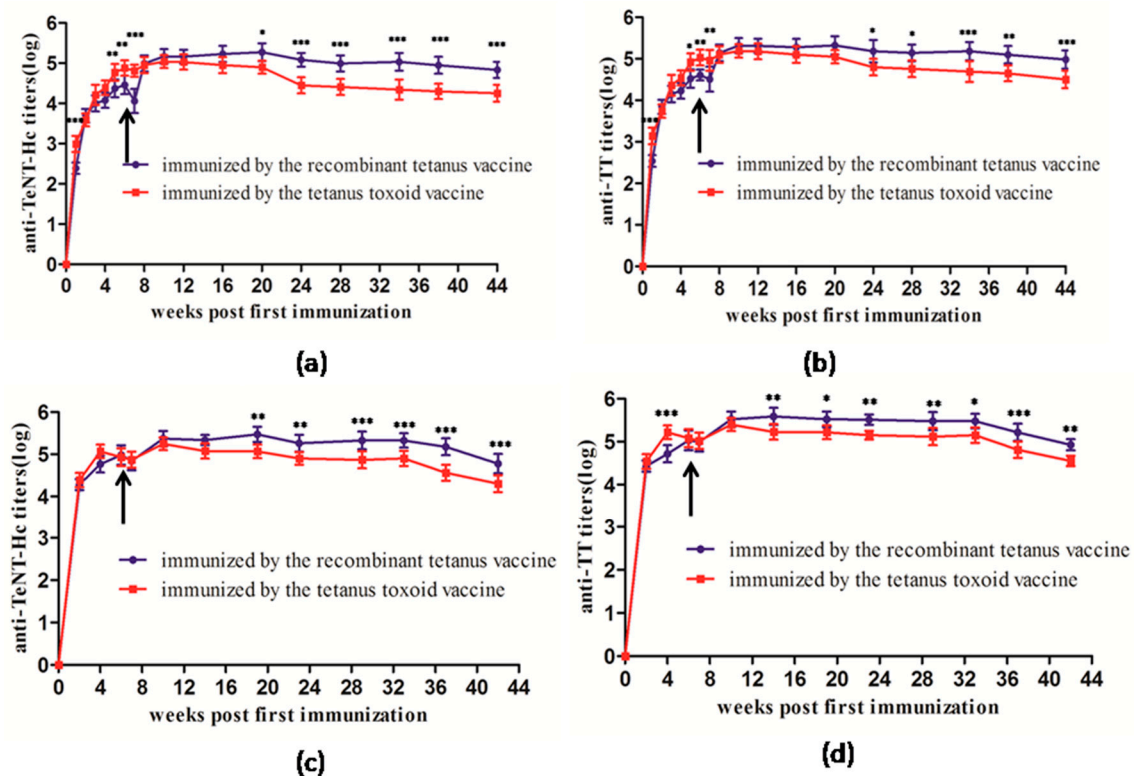 anti-TeNT-Hc titers(log)
6
5
4
3
2
1
0
*** ** ** *** * *** *** *** *** ***
immunized by the recombinant tetanus vaccine
immunized by the tetanus toxoid vaccine
0 4 8 12 16 20 24 28 32 36 40 44
weeks post first immunization
(a)
anti-TT titers(log)
6
5
4
3
2
1
0
*** * ** ** * * *** ** ***
immunized by the recombinant tetanus vaccine
immunized by the tetanus toxoid vaccine
0 4 8 12 16 20 24 28 32 36 40 44
weeks post first immunization
(b)
anti-TeNT-Hc titers(log)
6
5
4
3
2
1
0
** ** *** *** *** ***
immunized by the recombinant tetanus vaccine
immunized by the tetanus toxoid vaccine
0 4 8 12 16 20 24 28 32 36 40 44
weeks post first immunization
(c)
anti-TT titers(log)
6
5
4
3
2
1
0
*** ** * ** ** * *** **
immunized by the recombinant tetanus vaccine
immunized by the tetanus toxoid vaccine
0 4 8 12 16 20 24 28 32 36 40 44
weeks post first immunization
(d)